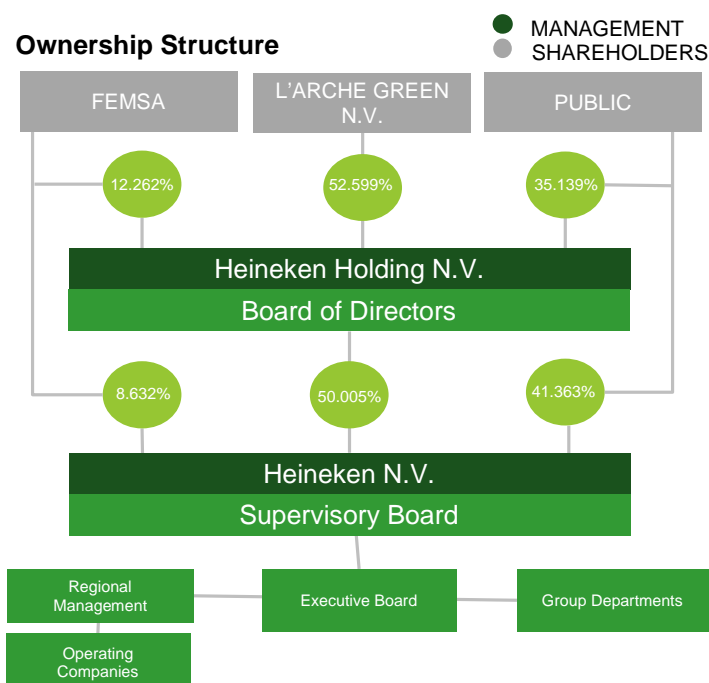 Ownership Structure
MANAGEMENT
SHAREHOLDERS
FEMSA
L'ARCHE GREEN
N.V.
PUBLIC
12.262%
52.599%
35.139%
Heineken Holding N.V.
Board of Directors
8.632%
50.005%
41.363%
Heineken N.V.
Supervisory Board
Regional
Management
Executive Board
Group Departments
Operating
Companies